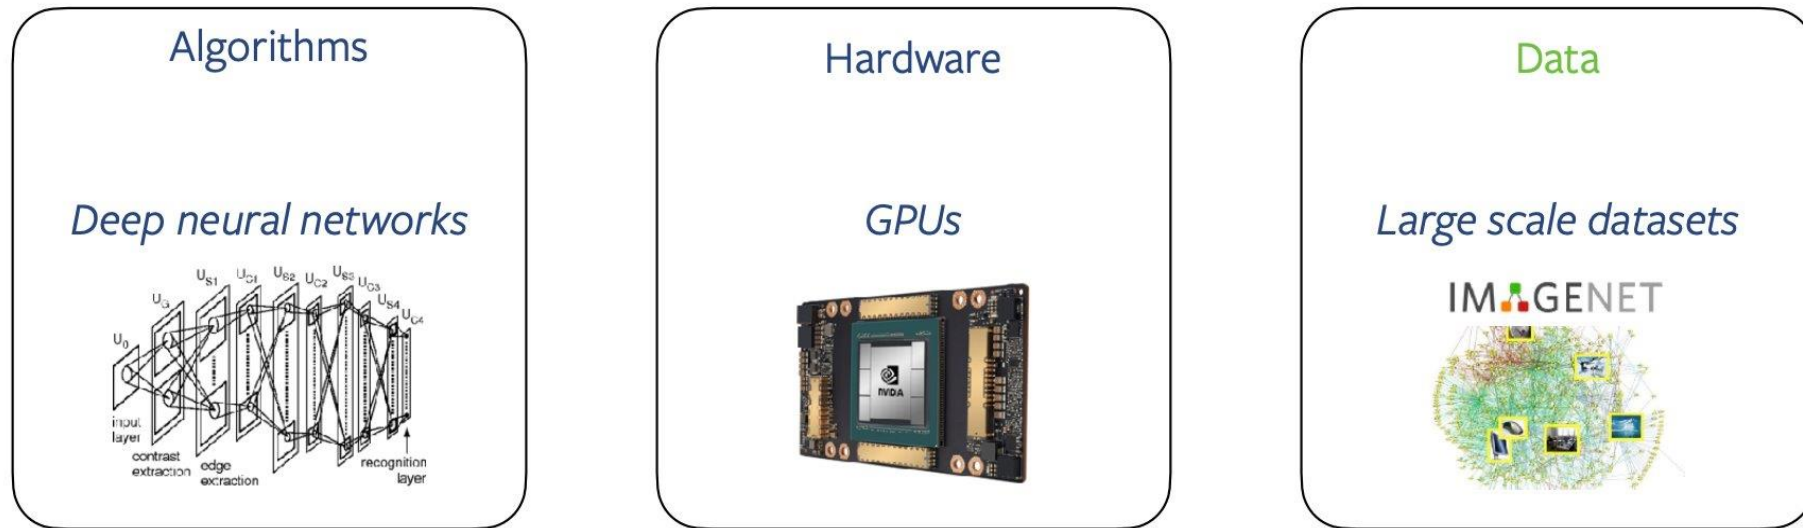 Algorithms
Deep neural networks
U0
UG
US1
UC1
US2
UC2
US3
UC3
US4
UC4
input
layer
contrast
extraction
edge
extraction
recognition
layer
Hardware
GPUs
NVIDIA
Data
Large scale datasets
IMAGENET